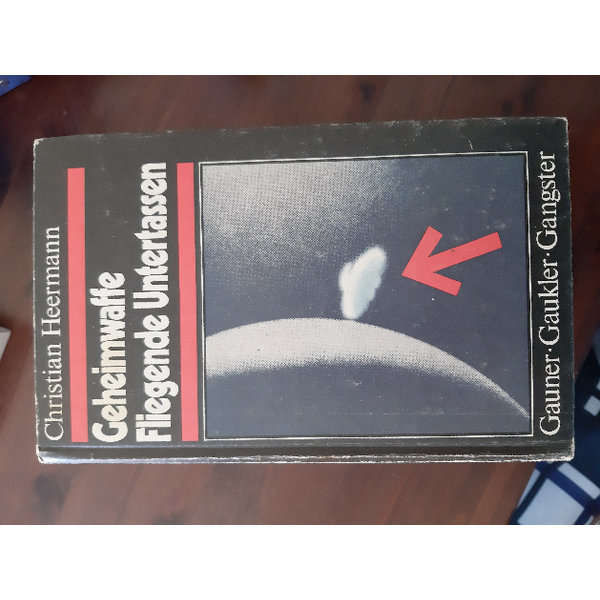 Christian Heermann
Geheimwaffe
Fliegende Untertassen
Gauner·Gaukler·Gangster